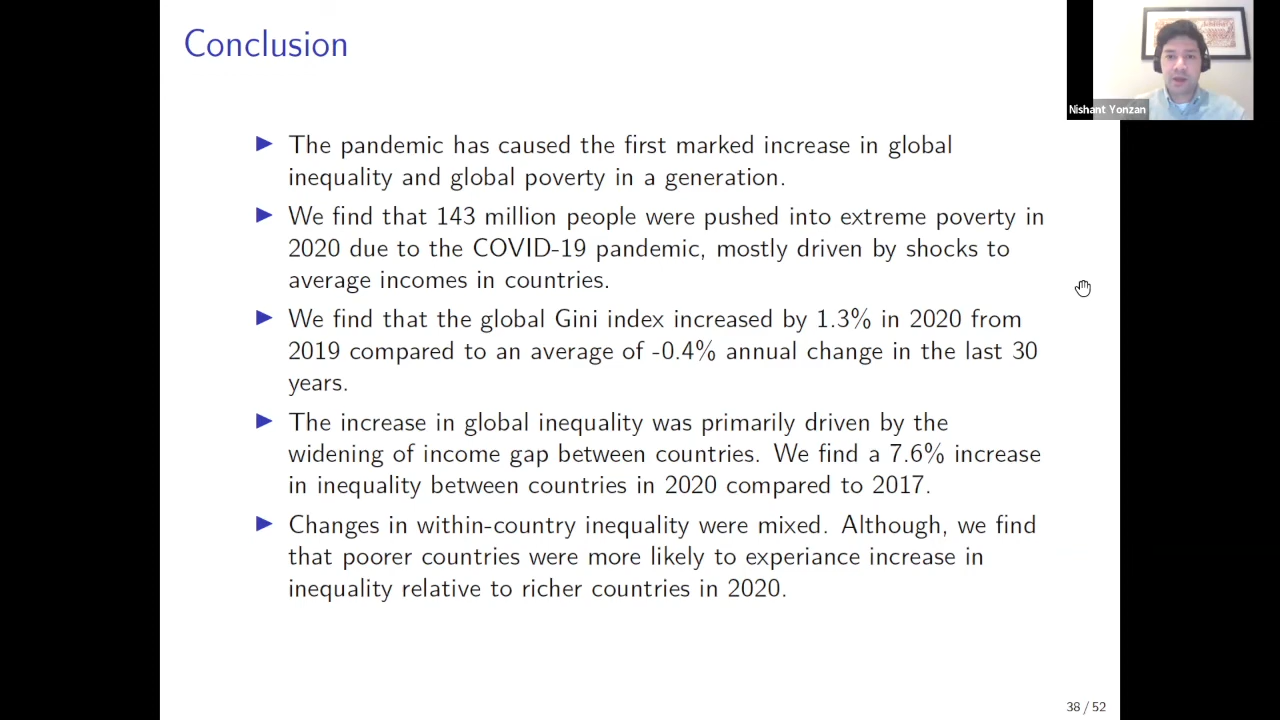 Conclusion
Nishant Yonzan
The pandemic has caused the first marked increase in global
inequality and global poverty in a generation.
We find that 143 million people were pushed into extreme poverty in
2020 due to the COVID-19 pandemic, mostly driven by shocks to
average incomes in countries.
We find that the global Gini index increased by 1.3% in 2020 from
2019 compared to an average of -0.4% annual change in the last 30
years.
The increase in global inequality was primarily driven by the
widening of income gap between countries. We find a 7.6% increase
in inequality between countries in 2020 compared to 2017.
Changes in within-country inequality were mixed. Although, we find
that poorer countries were more likely to experiance increase in
inequality relative to richer countries in 2020.
38 / 52